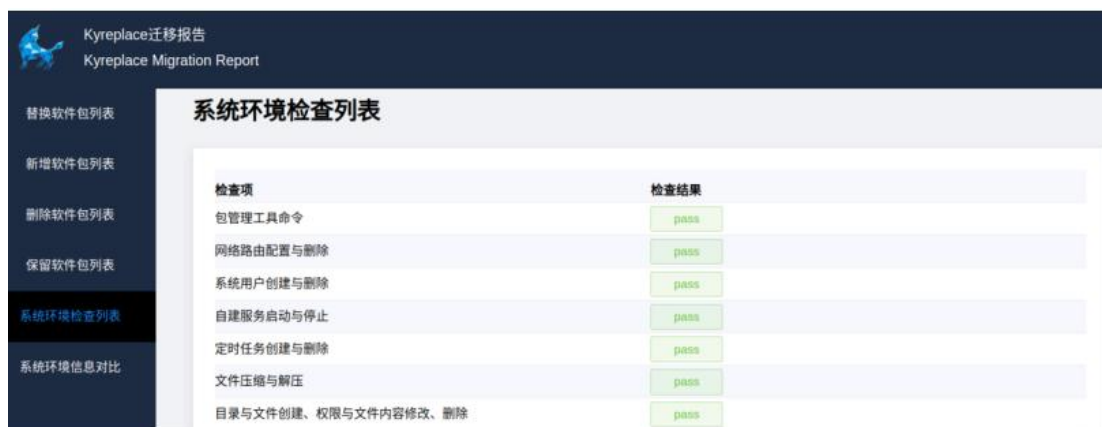 Kyreplace迁移报告
Kyreplace Migration Report
替换软件包列表
新增软件包列表
删除软件包列表
保留软件包列表
系统环境检查列表
系统环境信息对比
系统环境检查列表
检查项 检查结果
包管理工具命令 pass
网络路由配置与删除 pass
系统用户创建与删除 pass
自建服务启动与停止 pass
定时任务创建与删除 pass
文件压缩与解压 pass
目录与文件创建、权限与文件内容修改、删除 pass